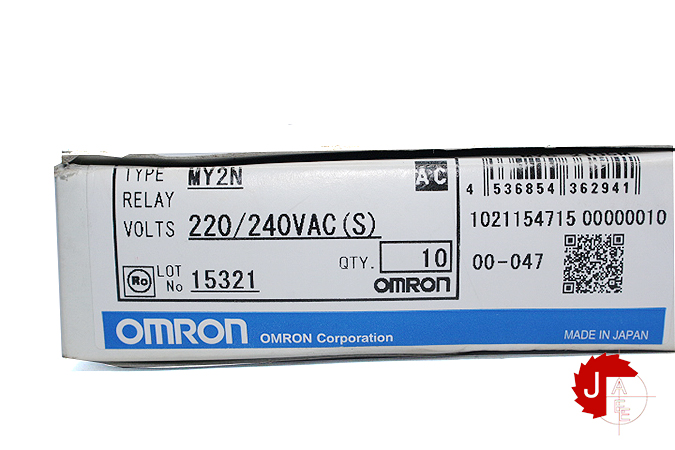 TYPE MY2N AC
RELAY
VOLTS 220/240VAC(S)
QTY. 10
Ro LOT No 15321 OMRON
4 536854 362941
1021154715 00000010
00-047
OMRON OMRON Corporation MADE IN JAPAN
J